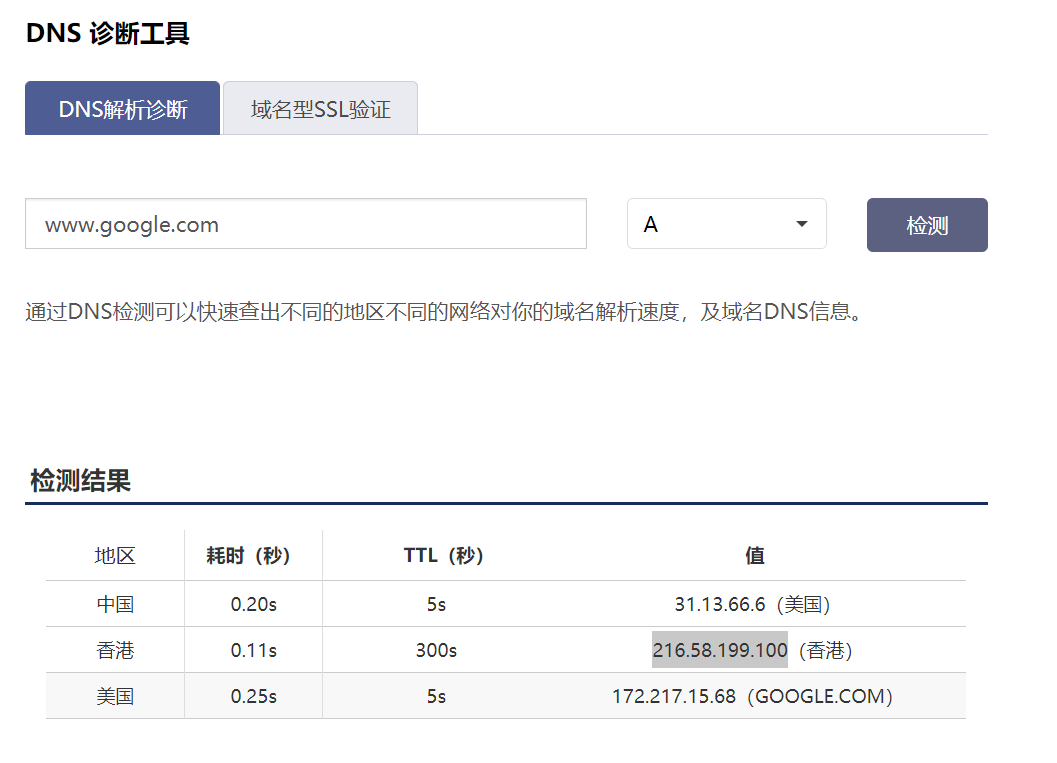 DNS 诊断工具
DNS解析诊断 域名型SSL验证
www.google.com A 检测
通过DNS检测可以快速查出不同的地区不同的网络对你的域名解析速度，及域名DNS信息。
检测结果
地区 耗时（秒） TTL（秒） 值
中国 0.20s 5s 31.13.66.6（美国）
香港 0.11s 300s 216.58.199.100（香港）
美国 0.25s 5s 172.217.15.68（GOOGLE.COM）